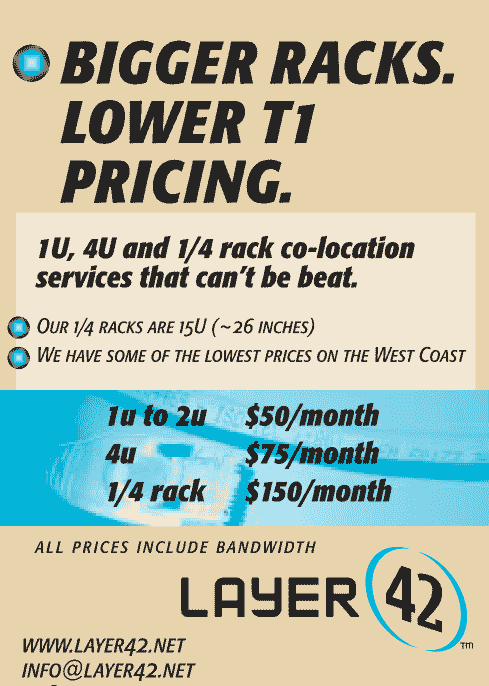 BIGGER RACKS.
LOWER T1
PRICING.
1U, 4U and 1/4 rack co-location
services that can't be beat.
OUR 1/4 RACKS ARE 15U (~26 INCHES)
WE HAVE SOME OF THE LOWEST PRICES ON THE WEST COAST
1u to 2u $50/month
4u $75/month
1/4 rack $150/month
ALL PRICES INCLUDE BANDWIDTH
LAYER 42 TM
WWW.LAYER42.NET
INFO@LAYER42.NET